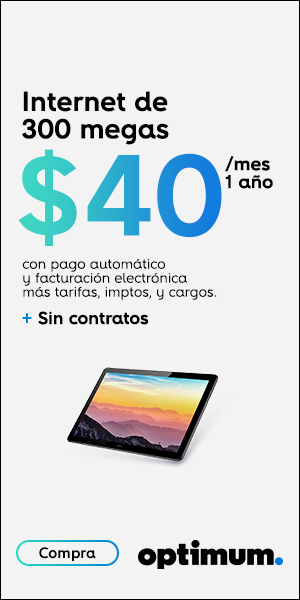 Internet de
300 megas
$40
/mes
1 año
con pago automático
y facturación electrónica
más tarifas, imptos, y cargos.
+ Sin contratos
Compra
optimum.